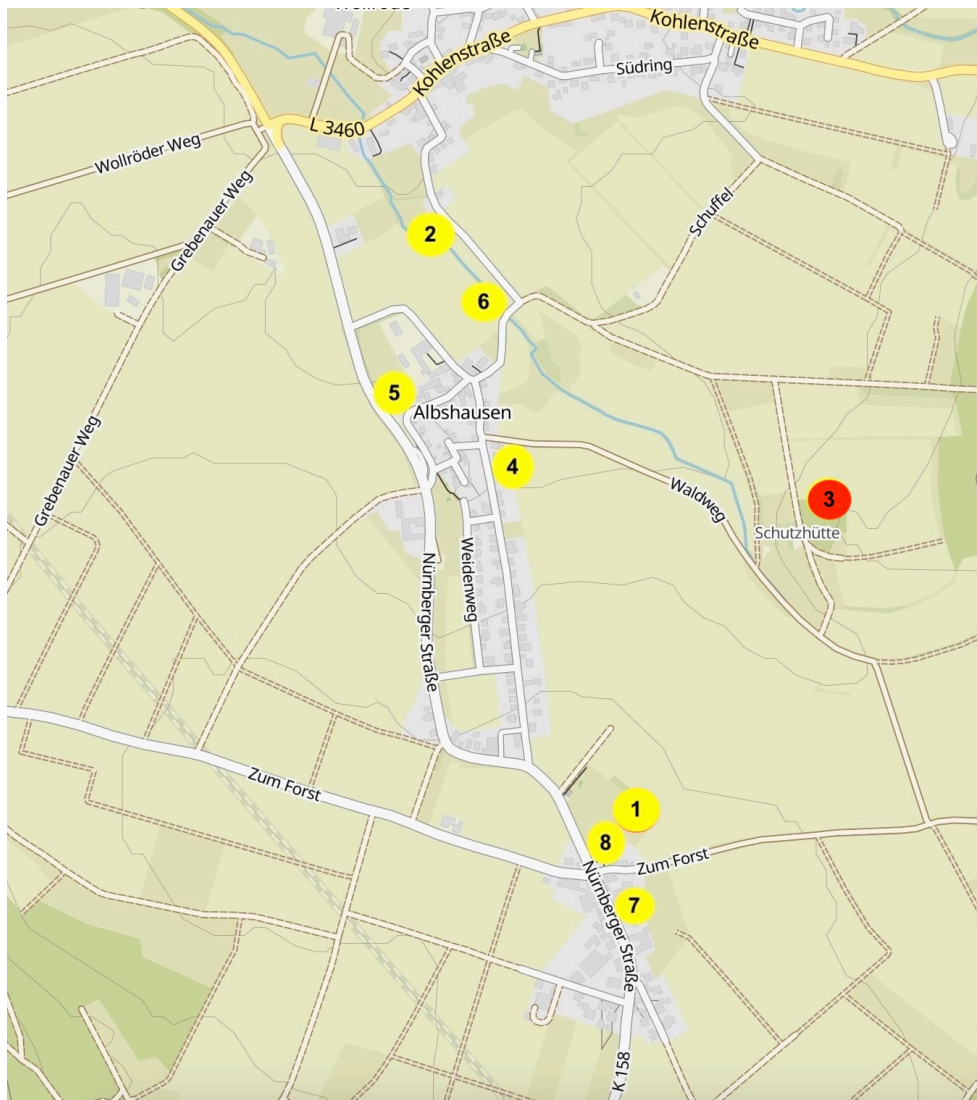 Kohlenstraße
Kohlenstraße
Südring
L 3460
Wollröder Weg
Grebenauer Weg
Schuffel
2
6
5
Albshausen
4
Grebenauer Weg
Waldweg
3
Schutzhütte
Weidenweg
Nürnberger Straße
Zum Forst
1
8
Zum Forst
7
Nürnberger Straße
K 158